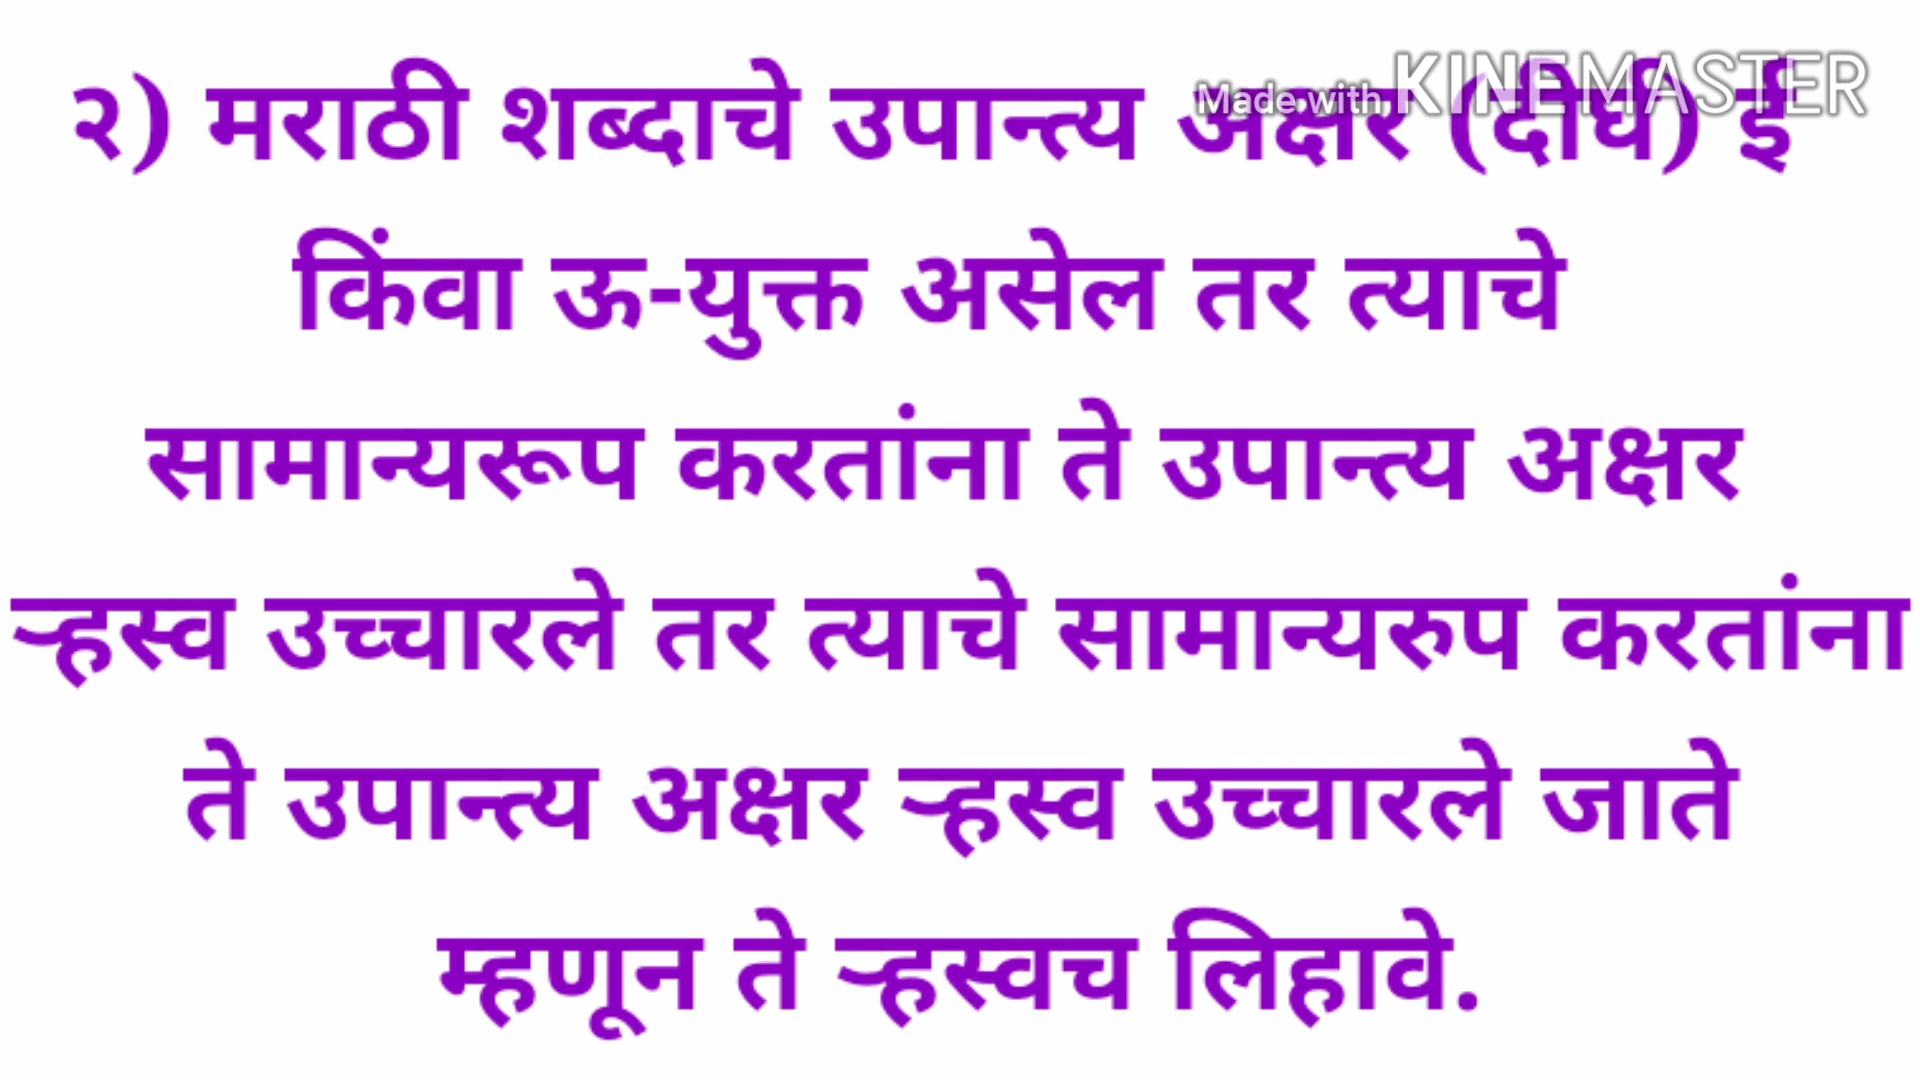 २) मराठी शब्दाचे उपान्त्य अक्षर (दीर्घ) ई
Made with KINEMASTER
किंवा ऊ-युक्त असेल तर त्याचे
सामान्यरूप करतांना ते उपान्त्य अक्षर
ऱ्हस्व उच्चारले तर त्याचे सामान्यरुप करतांना
ते उपान्त्य अक्षर ऱ्हस्व उच्चारले जाते
म्हणून ते ऱ्हस्वच लिहावे.